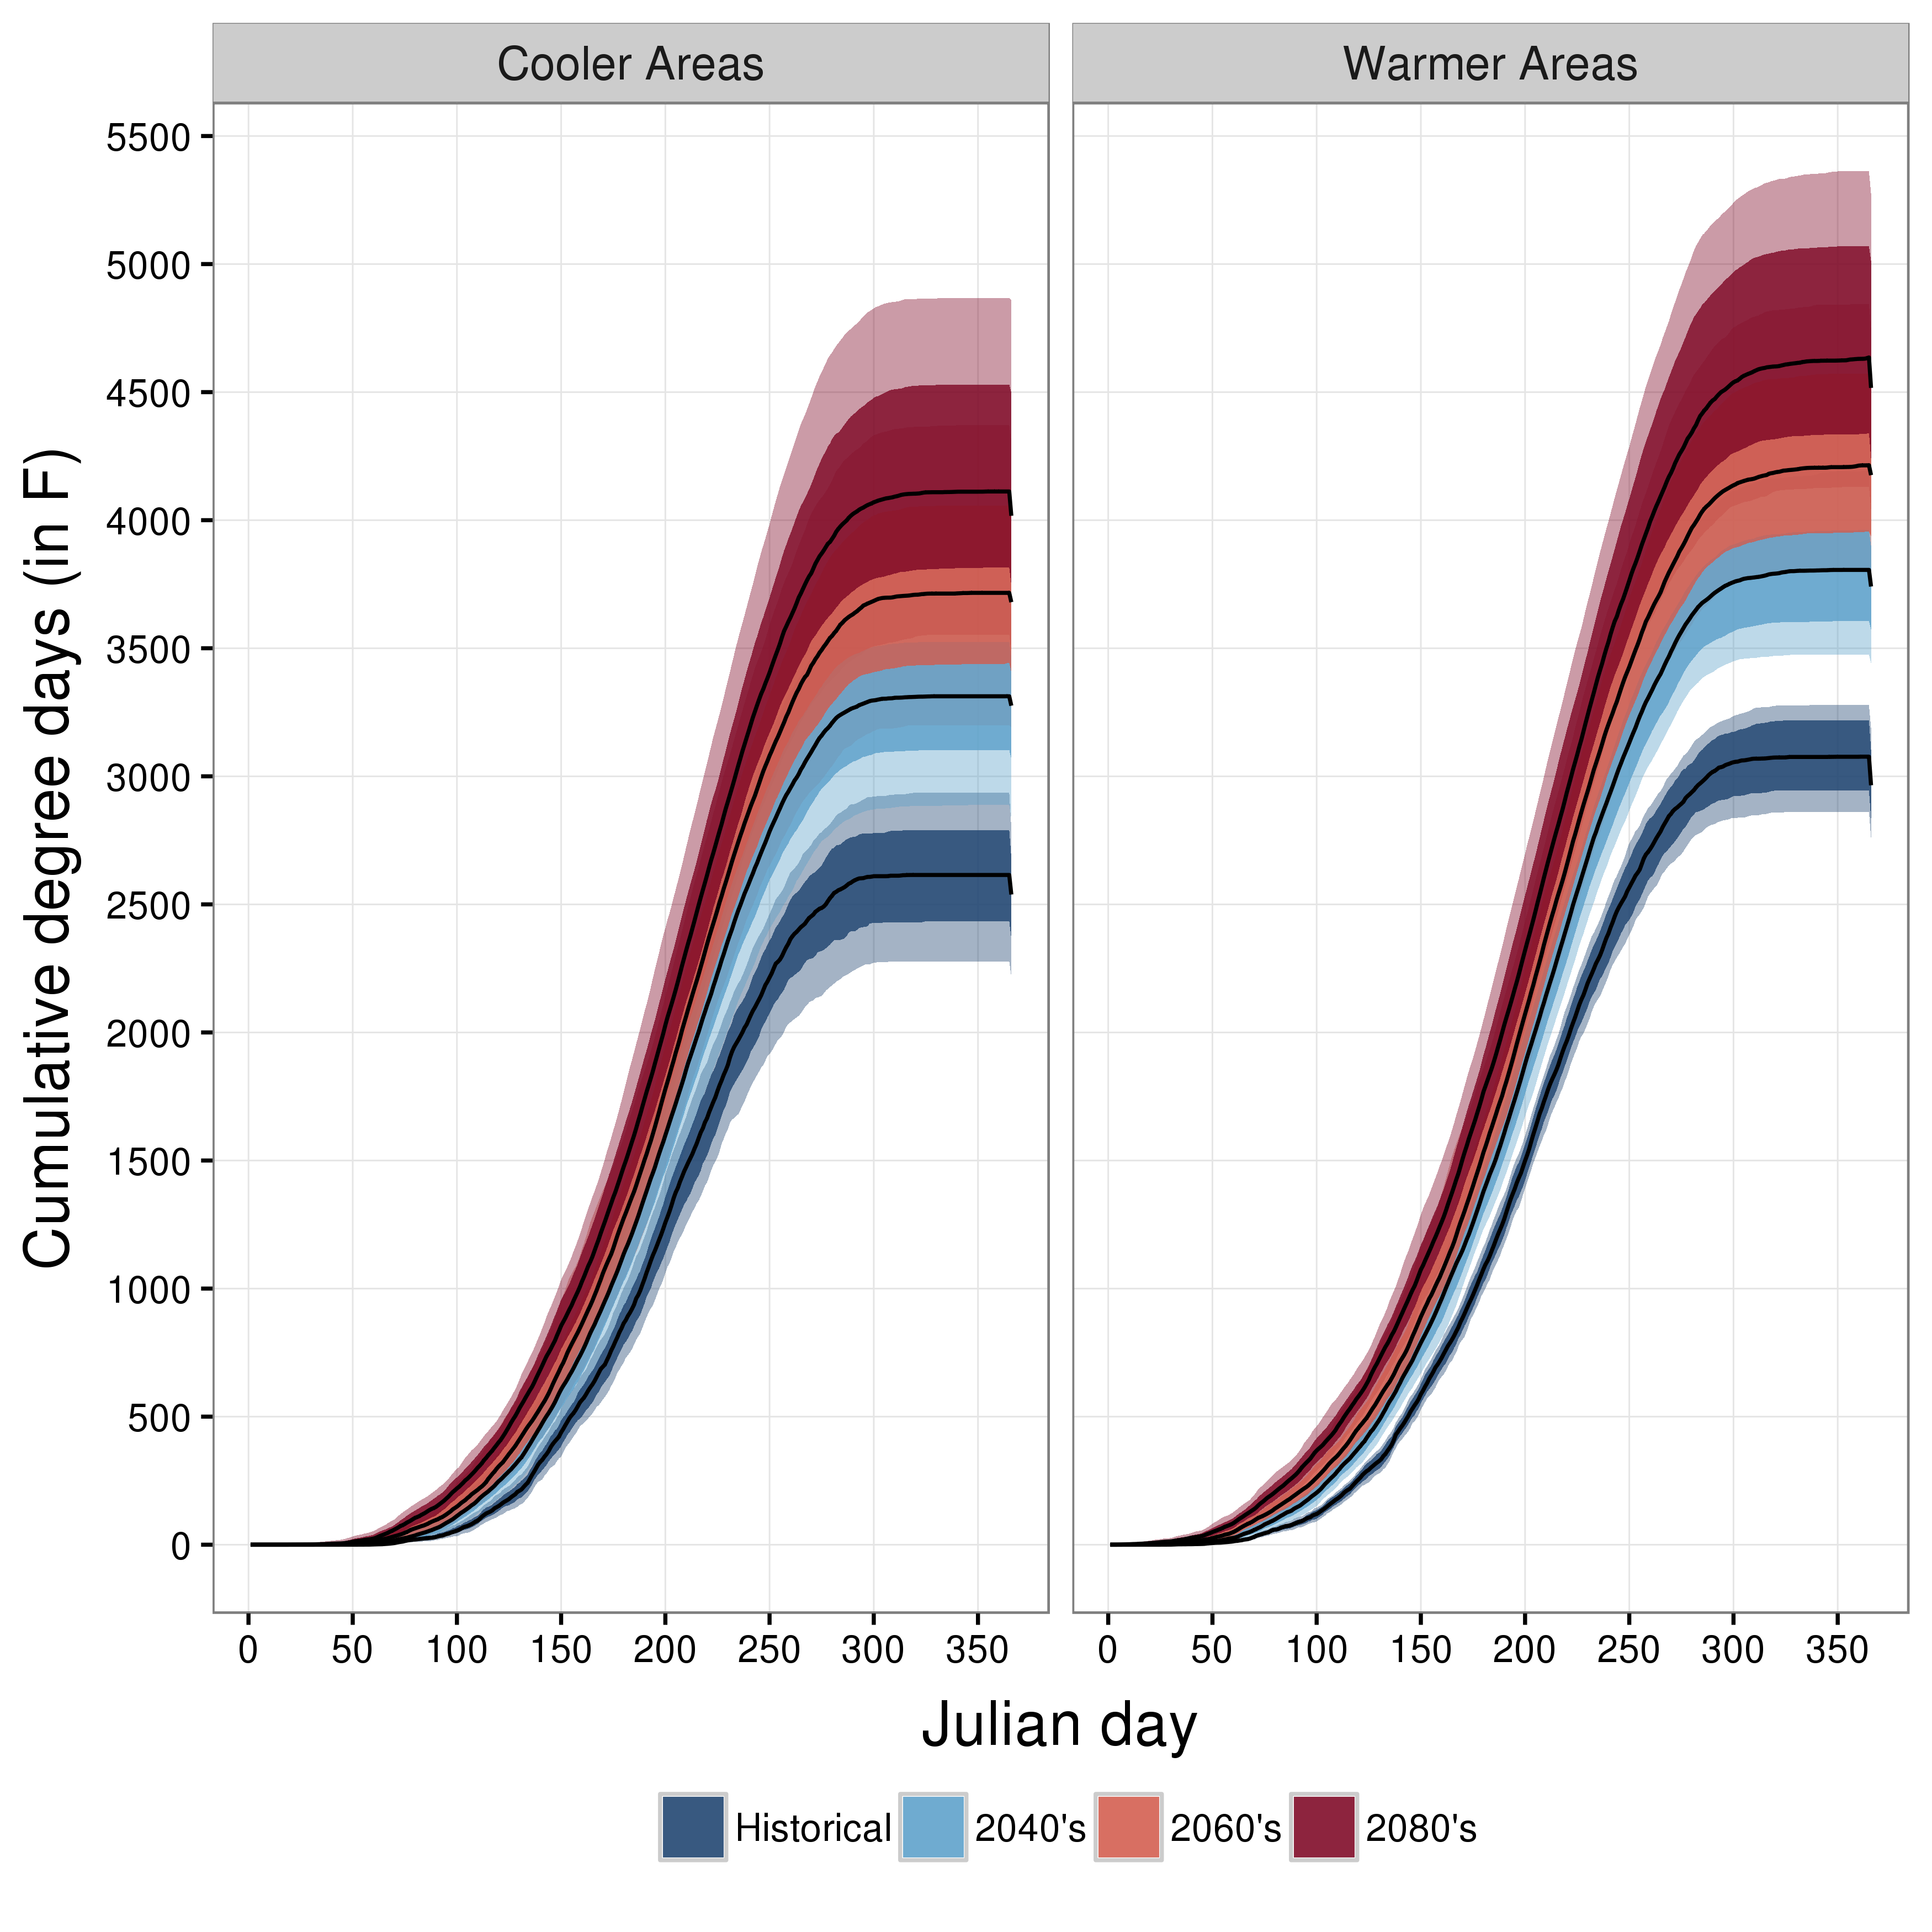 Cooler Areas
Warmer Areas
Cumulative degree days (in F)
5500
5000
4500
4000
3500
3000
2500
2000
1500
1000
500
0
0 50 100 150 200 250 300 350
0 50 100 150 200 250 300 350
Julian day
Historical 2040's 2060's 2080's